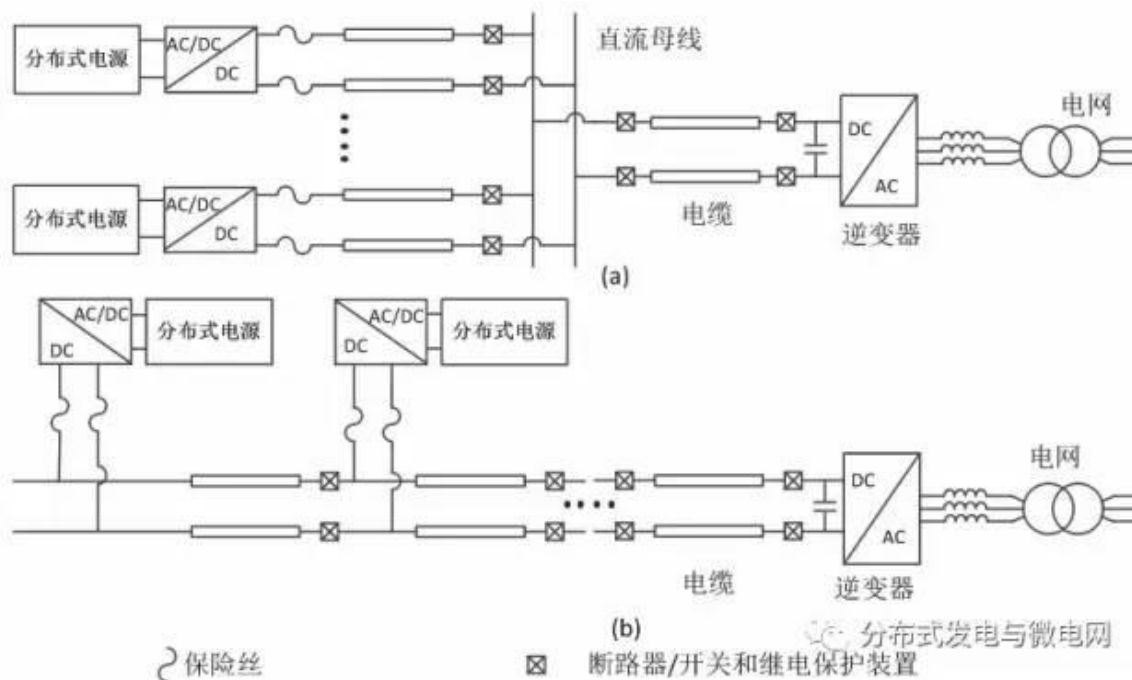 分布式电源
AC/DC
DC
直流母线
DC
AC
电网
分布式电源
AC/DC
DC
电缆
逆变器
(a)
AC/DC
DC
分布式电源
AC/DC
DC
分布式电源
DC
AC
电网
电缆
逆变器
(b)
分布式发电与微电网
保险丝
断路器/开关和继电保护装置